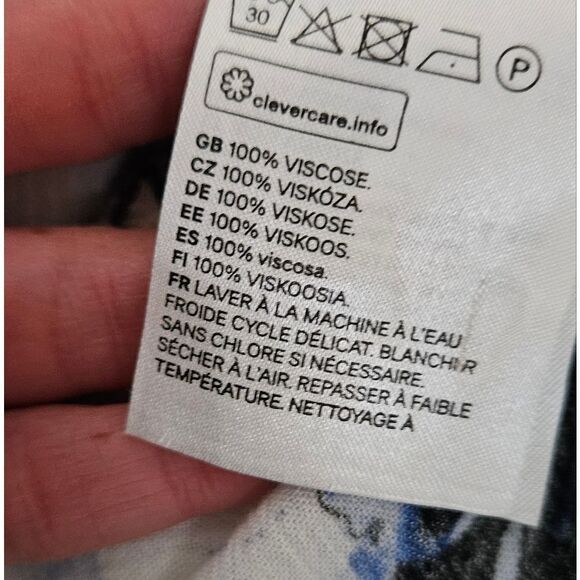 30
P
clevercare.info
GB 100% VISCOSE.
CZ 100% VISKÓZA.
DE 100% VISKOSE.
EE 100% VISKOOS.
ES 100% viscosa.
FI 100% VISKOOSIA.
FR LAVER À LA MACHINE À L'EAU
FROIDE CYCLE DÉLICAT. BLANCHIR
SANS CHLORE SI NÉCESSAIRE.
SÉCHER À L'AIR. REPASSER À FAIBLE
TEMPÉRATURE. NETTOYAGE À